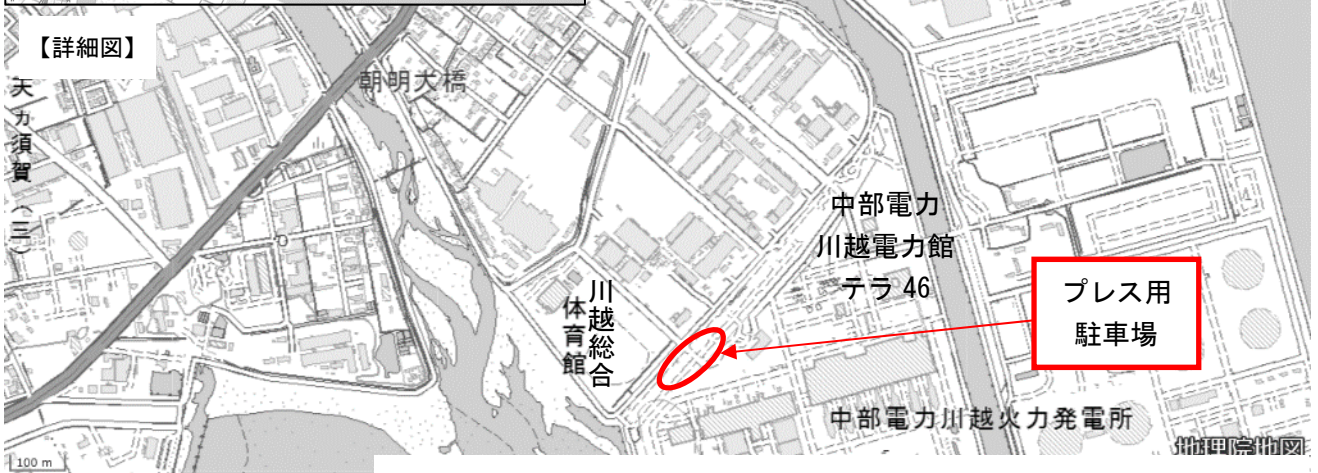 【詳細図】
朝明大橋
天カ須賀(三)
中部電力
川越電力館
テラ 46
プレス用
駐車場
川越総合
体育館
中部電力川越火力発電所
100 m
地理院地図